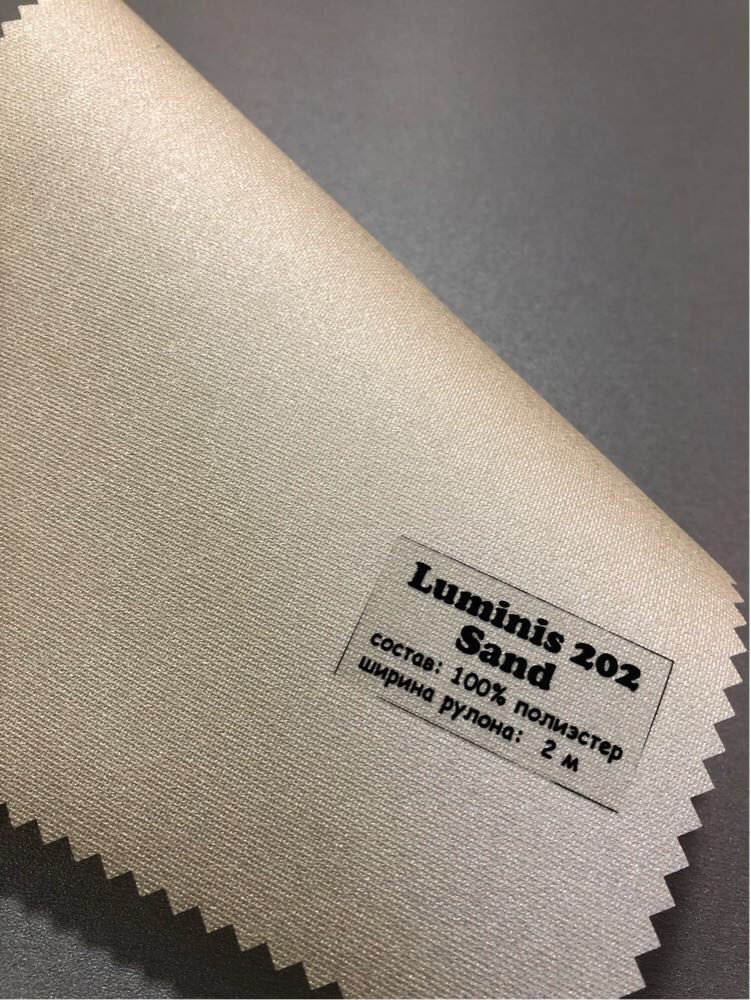 Luminis 202
Sand
состав: 100% полиэстер
ширина рулона: 2 м